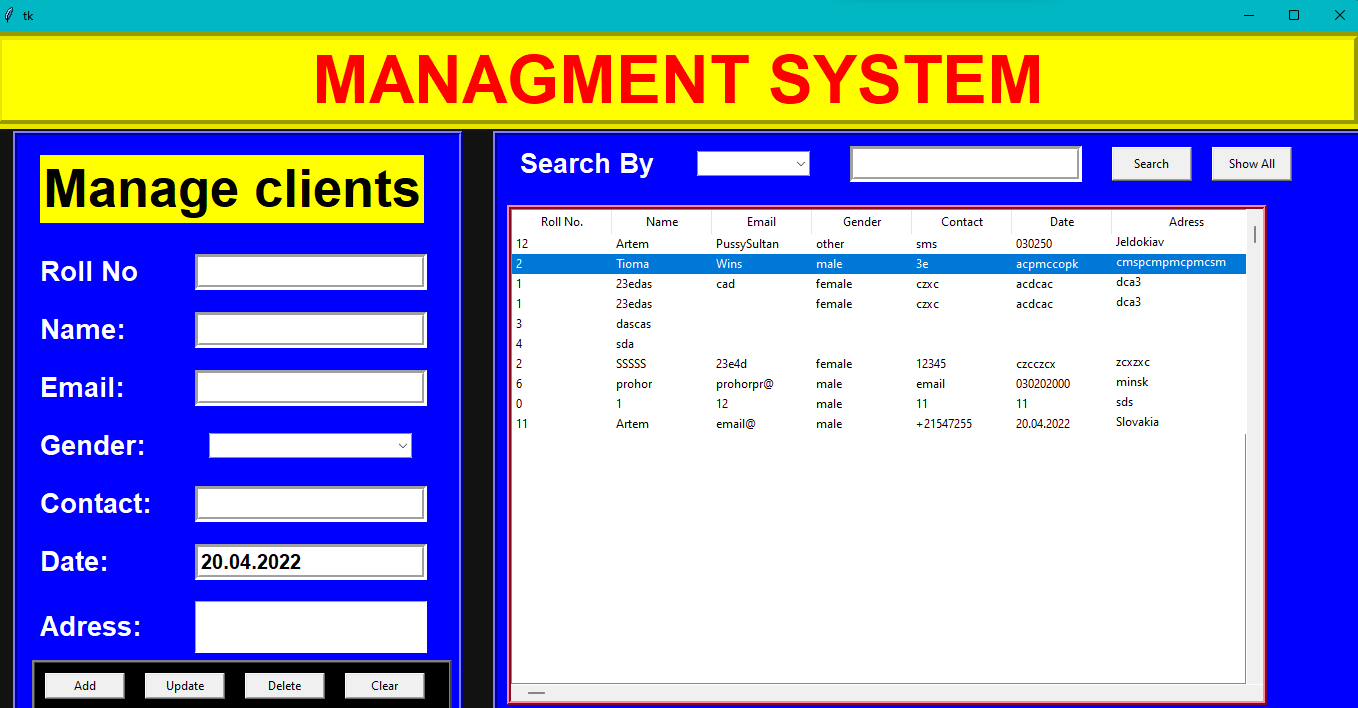 tk
MANAGMENT SYSTEM
Manage clients
Roll No
Name:
Email:
Gender:
Contact:
Date: 20.04.2022
Adress:
Add Update Delete Clear
Search By Search Show All
Roll No. Name Email Gender Contact Date Adress
12 Artem PussySultan other sms 030250 Jeldokiav
2 Tioma Wins male 3e acpmccopk cmspcmpmcpmcsm
1 23edas cad female czxc acdcac dca3
1 23edas female czxc acdcac dca3
3 dascas
4 sda
2 SSSSS 23e4d female 12345 czcczcx zcxzxc
6 prohor prohorpr@ male email 030202000 minsk
0 1 12 male 11 11 sds
11 Artem email@ male +21547255 20.04.2022 Slovakia